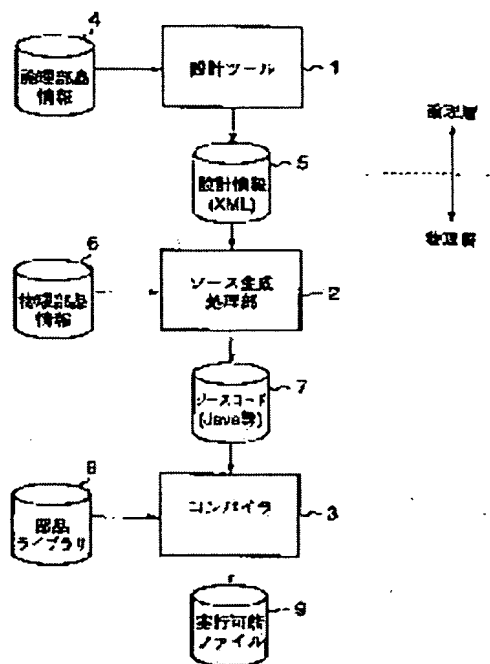 4
論理部品
情報
設計ツール
1
論理層
5
設計情報
(XML)
物理層
6
物理部品
情報
ソース生成
処理部
2
7
ソースコード
(Java等)
8
部品
ライブラリ
コンパイラ
3
9
実行可能
ファイル